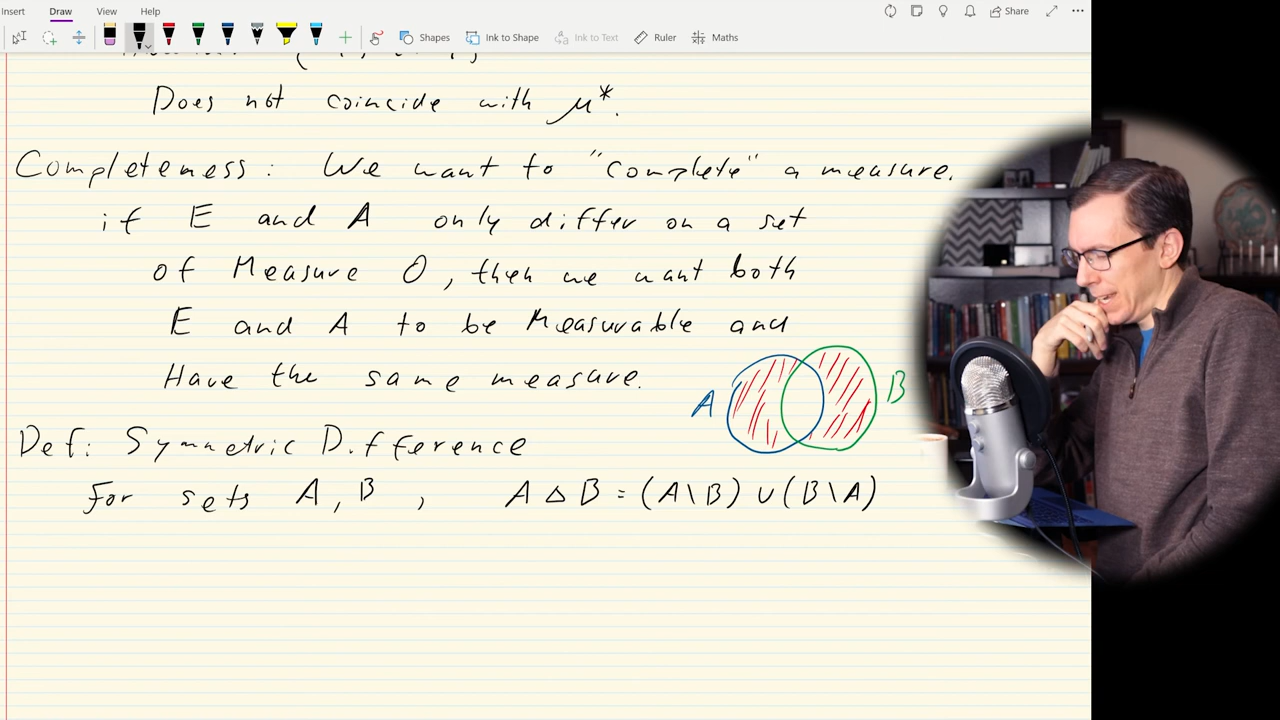 Insert Draw View Help Share
Shapes Ink to Shape Ink to Text Ruler Maths
Does not coincide with μ*.
Completeness: We want to "complete" a measure.
if E and A only differ on a set
of Measure 0, then we want both
E and A to be Measurable and
Have the same measure.
A B
Def: Symmetric Difference
For sets A, B , A △ B = (A\B) ∪ (B\A)